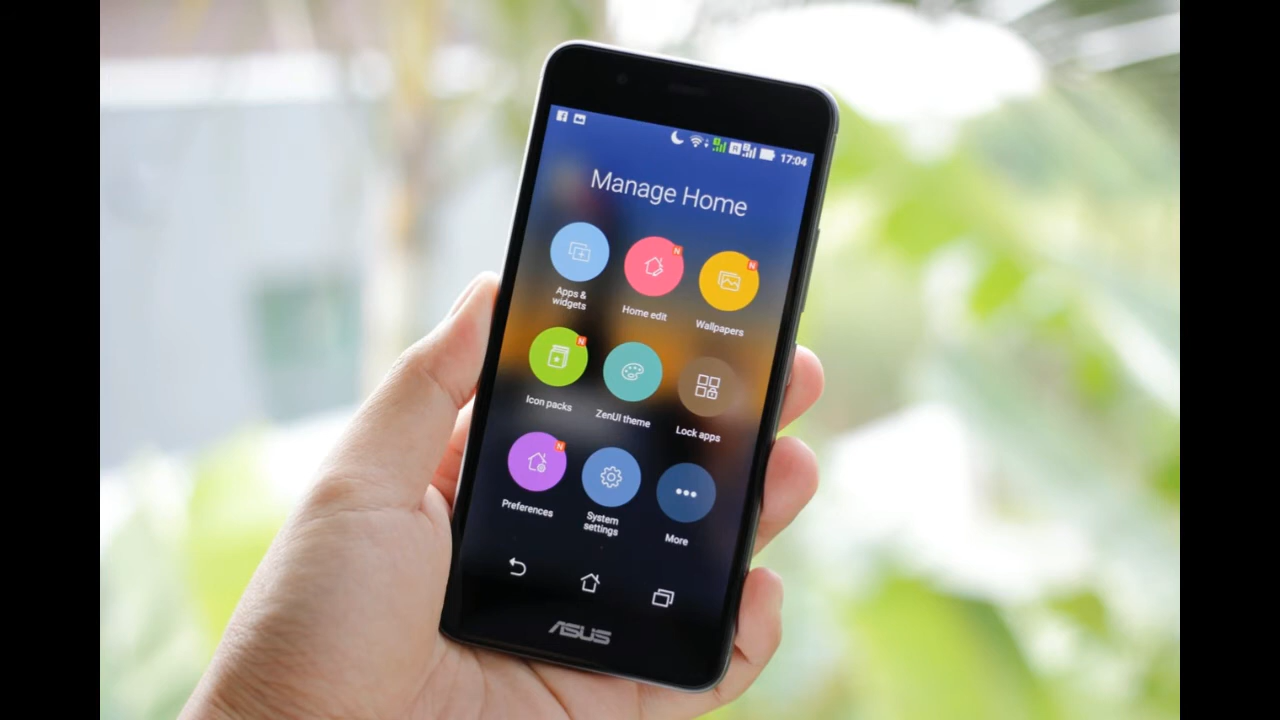 17:04
Manage Home
N
N
Apps &
widgets
Home edit
Wallpapers
N
Icon packs
ZenUI theme
Lock apps
N
Preferences
System
settings
More
ASUS